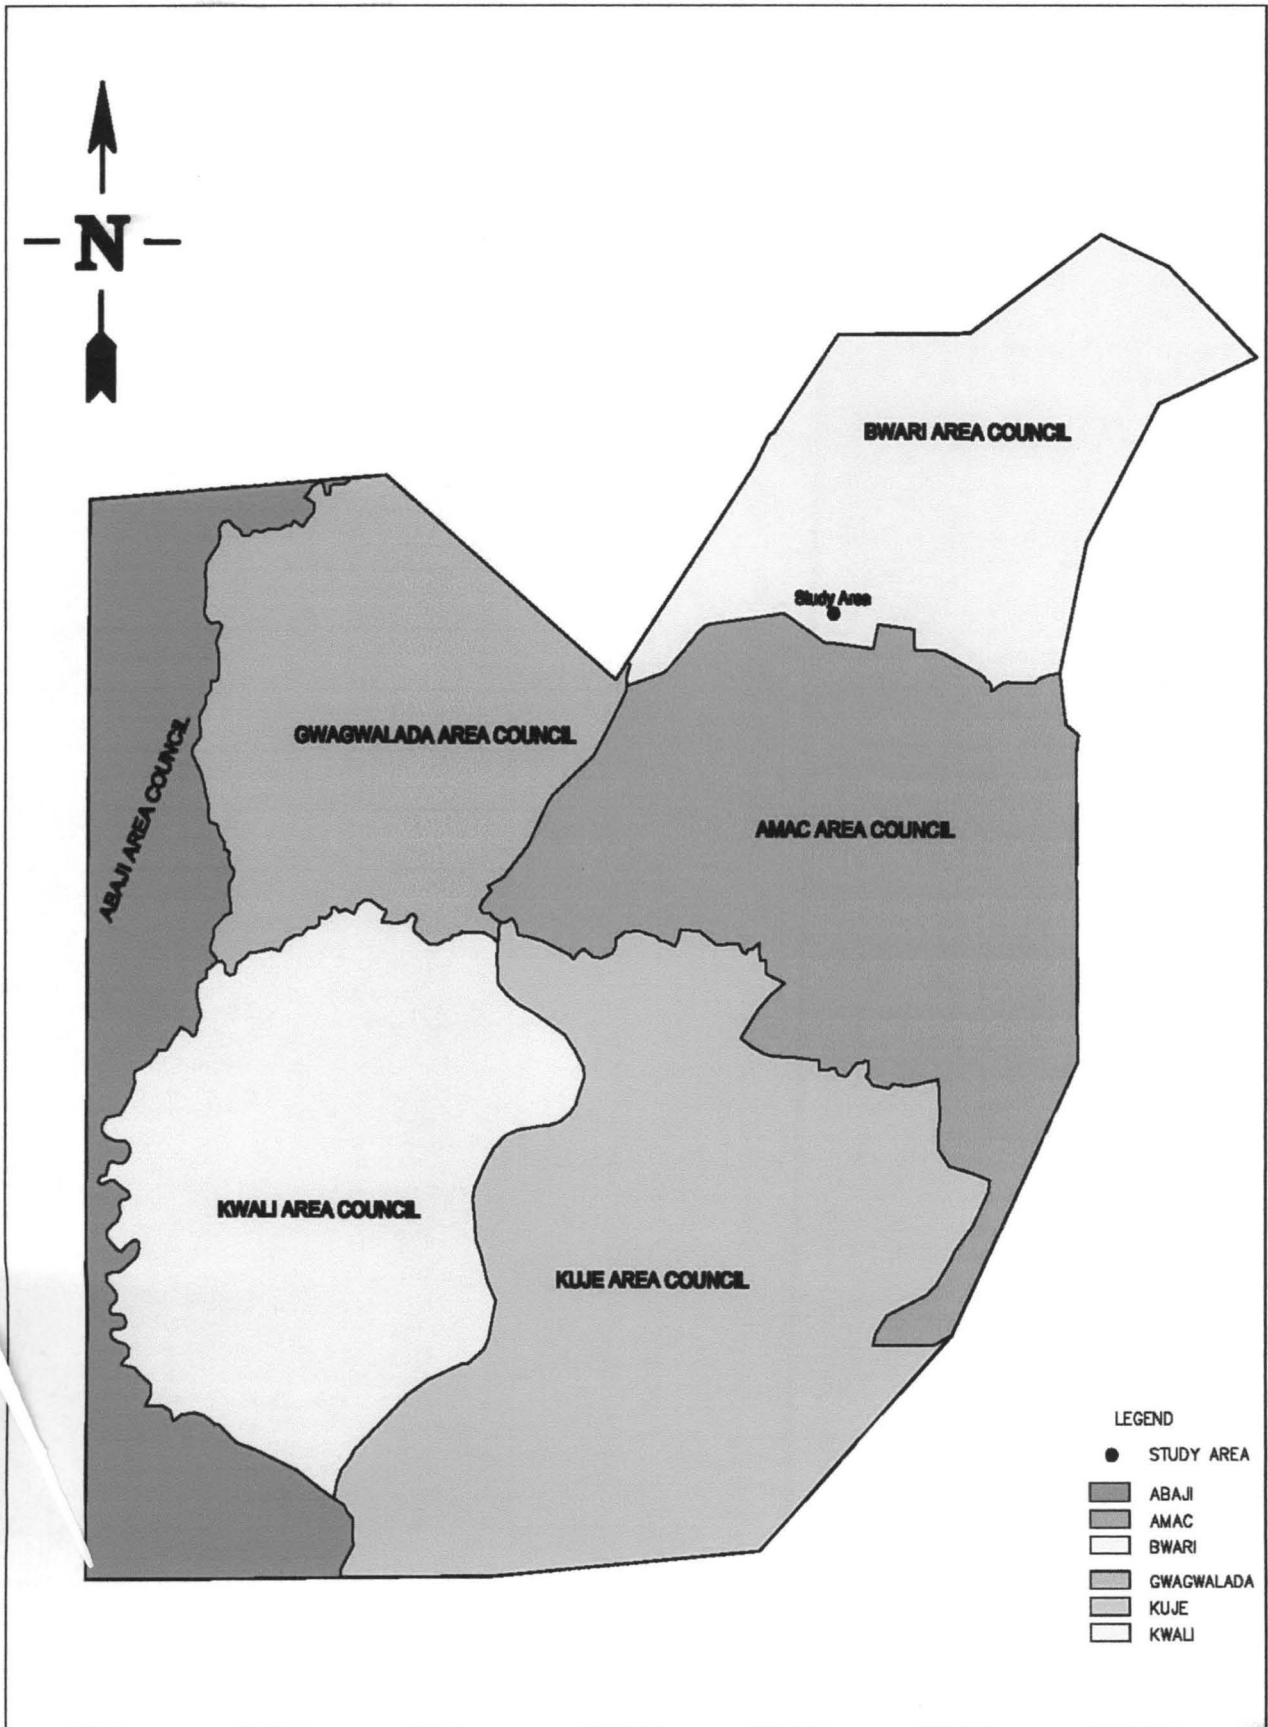 N
BWARI AREA COUNCIL
Study Area
GWAGWALADA AREA COUNCIL
ABAJI AREA COUNCIL
AMAC AREA COUNCIL
KWALI AREA COUNCIL
KUJE AREA COUNCIL
LEGEND
STUDY AREA
ABAJI
AMAC
BWARI
GWAGWALADA
KUJE
KWALI